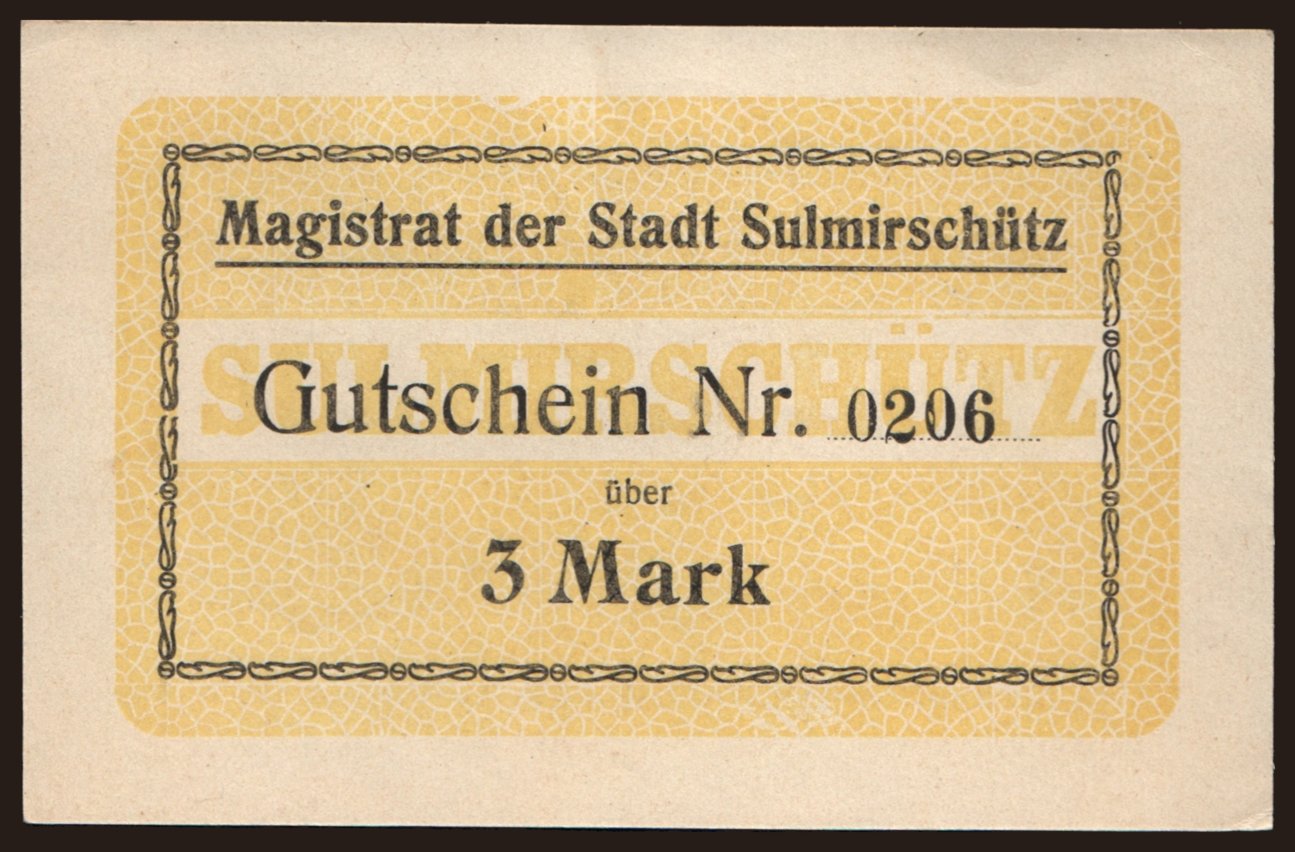 Magistrat der Stadt Sulmirschütz
SULMIRSCHÜTZ
Gutschein Nr. 0206
über
3 Mark